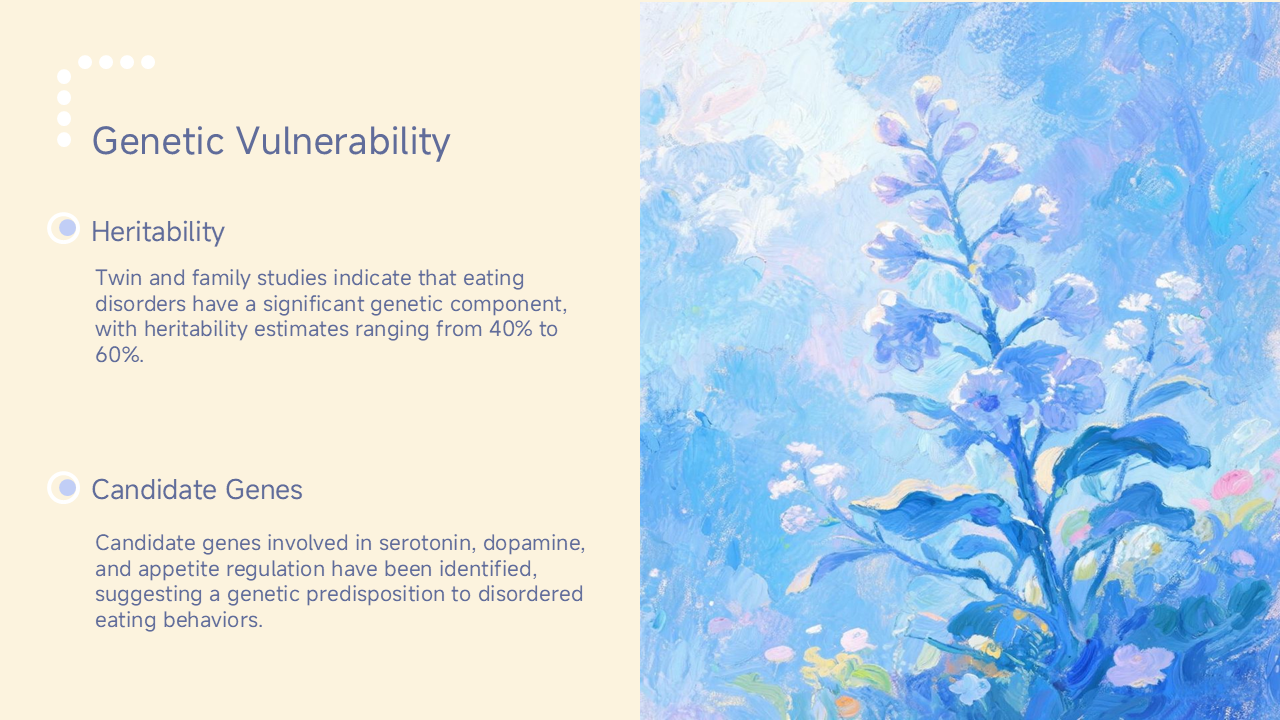 Genetic Vulnerability
Heritability
Twin and family studies indicate that eating
disorders have a significant genetic component,
with heritability estimates ranging from 40% to
60%.
Candidate Genes
Candidate genes involved in serotonin, dopamine,
and appetite regulation have been identified,
suggesting a genetic predisposition to disordered
eating behaviors.